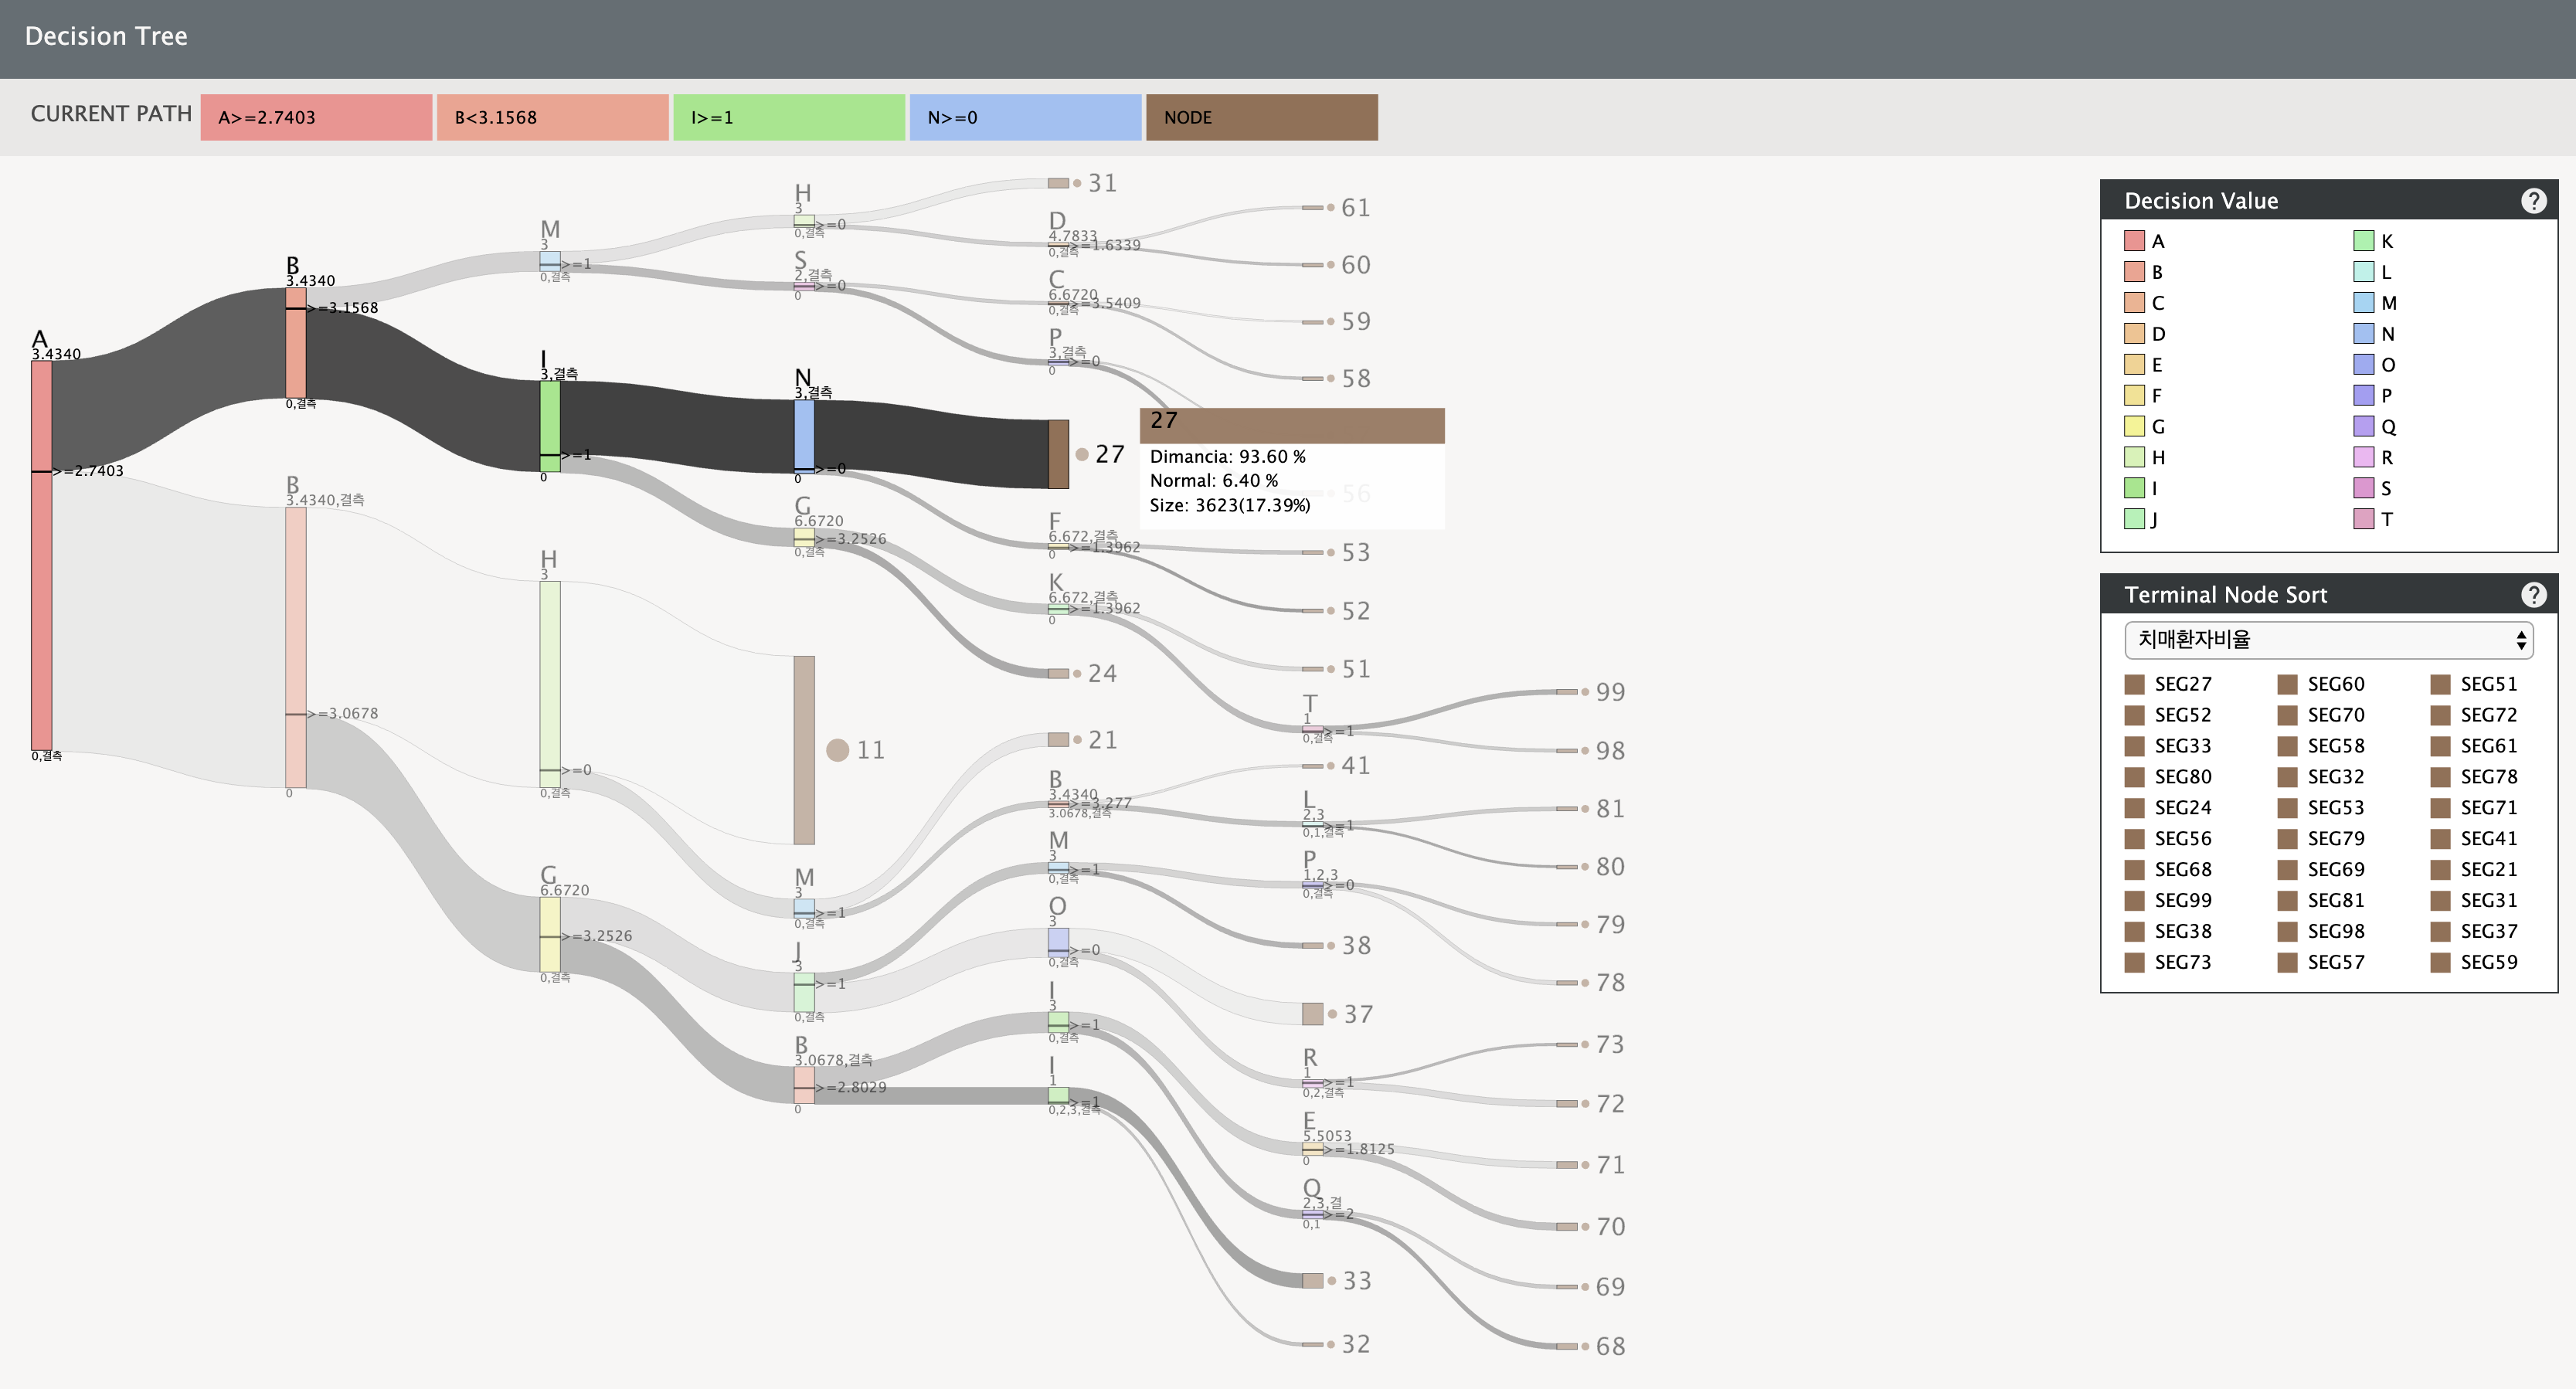 Decision Tree
CURRENT PATH
A>=2.7403
B<3.1568
I>=1
N>=0
NODE
A
3.4340
>=2.7403
0,결측
B
3.4340
>=3.1568
0,결측
B
3.4340,결측
>=3.0678
0
M
3
>=1
0,결측
I
3,결측
>=1
0
H
3
>=0
0,결측
G
6.6720
>=3.2526
0,결측
H
3
>=0
0,결측
S
2,결측
>=0
0
N
3,결측
>=0
0
G
6.6720
>=3.2526
0,결측
11
M
3
>=1
0,결측
J
3
>=1
0,결측
B
3.0678,결측
>=2.8029
0
31
D
4.7833
>=1.6339
0,결측
C
6.6720
>=3.5409
0,결측
P
3,결측
>=0
0
27
F
6.672,결측
>=1.3962
0
K
6.672,결측
>=1.3962
0
24
21
B
3.4340
>=3.277
3.0678,결측
M
3
>=1
0,결측
O
3
>=0
0,결측
I
3
>=1
0,결측
I
1
>=1
0,2,3,결측
27
Dimancia: 93.60 %
Normal: 6.40 %
Size: 3623(17.39%)
61
60
59
58
56
53
52
51
T
1
>=1
0,결측
41
L
2,3
>=1
0,1,결측
P
1,2,3
>=0
0,결측
38
37
R
1
>=1
0,2,결측
E
5.5053
>=1.8125
0
Q
2,3,결
>=2
0,1
33
32
99
98
81
80
79
78
73
72
71
70
69
68
Decision Value
?
A
B
C
D
E
F
G
H
I
J
K
L
M
N
O
P
Q
R
S
T
Terminal Node Sort
?
치매환자비율
SEG27 SEG60 SEG51
SEG52 SEG70 SEG72
SEG33 SEG58 SEG61
SEG80 SEG32 SEG78
SEG24 SEG53 SEG71
SEG56 SEG79 SEG41
SEG68 SEG69 SEG21
SEG99 SEG81 SEG31
SEG38 SEG98 SEG37
SEG73 SEG57 SEG59